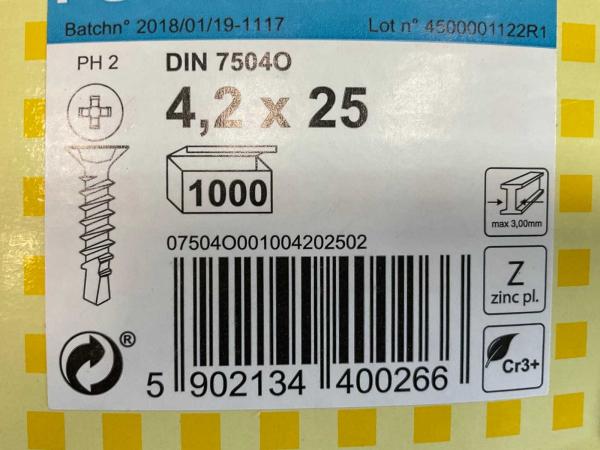 Batchn° 2018/01/19-1117 Lot n° 4500001122R1
PH 2 DIN 7504O
4,2 x 25
1000
max 3,00mm
07504O001004202502
Z
zinc pl.
Cr3+
®
5 902134 400266